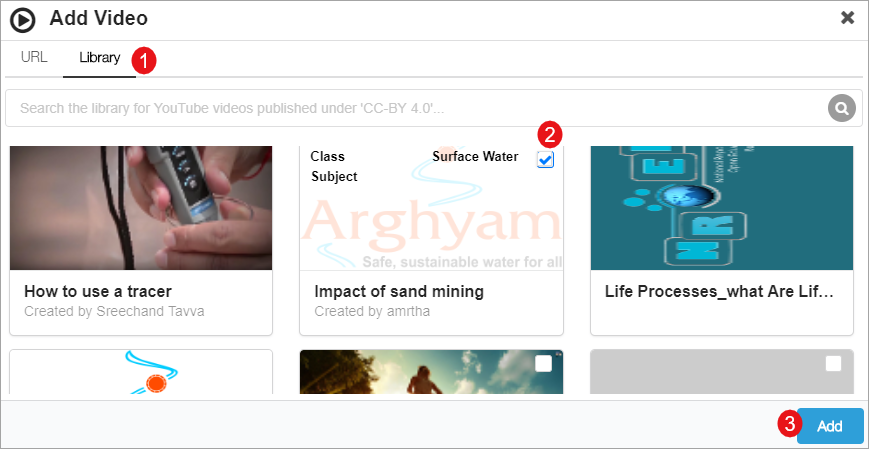 Add Video
URL
Library
1
Search the library for YouTube videos published under 'CC-BY 4.0'...
2
Class
Surface Water
Subject
Arghyam
Safe, sustainable water for all
How to use a tracer
Created by Sreechand Tavva
Impact of sand mining
Created by amrtha
Life Processes_what Are Lif...
3
Add